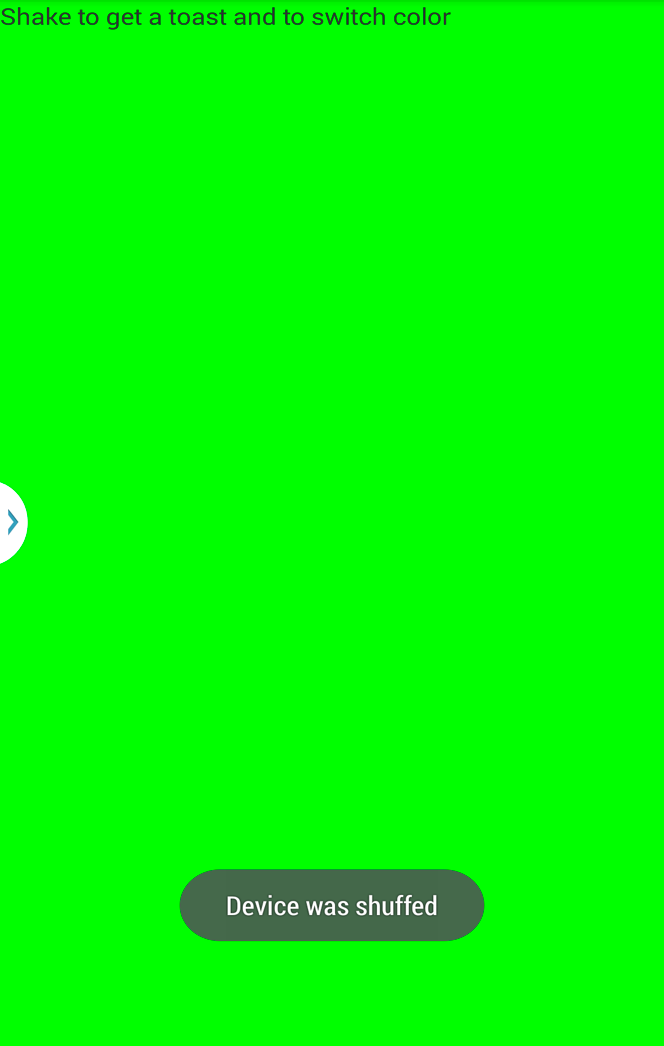 Shake to get a toast and to switch color
Device was shuffed